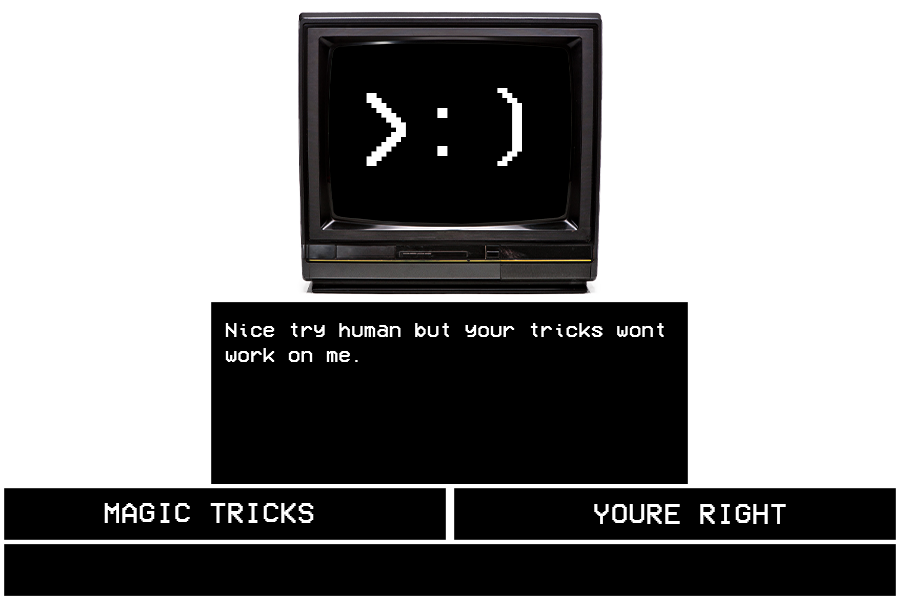 >:)
Nice try human but your tricks wont
work on me.
MAGIC TRICKS
YOURE RIGHT